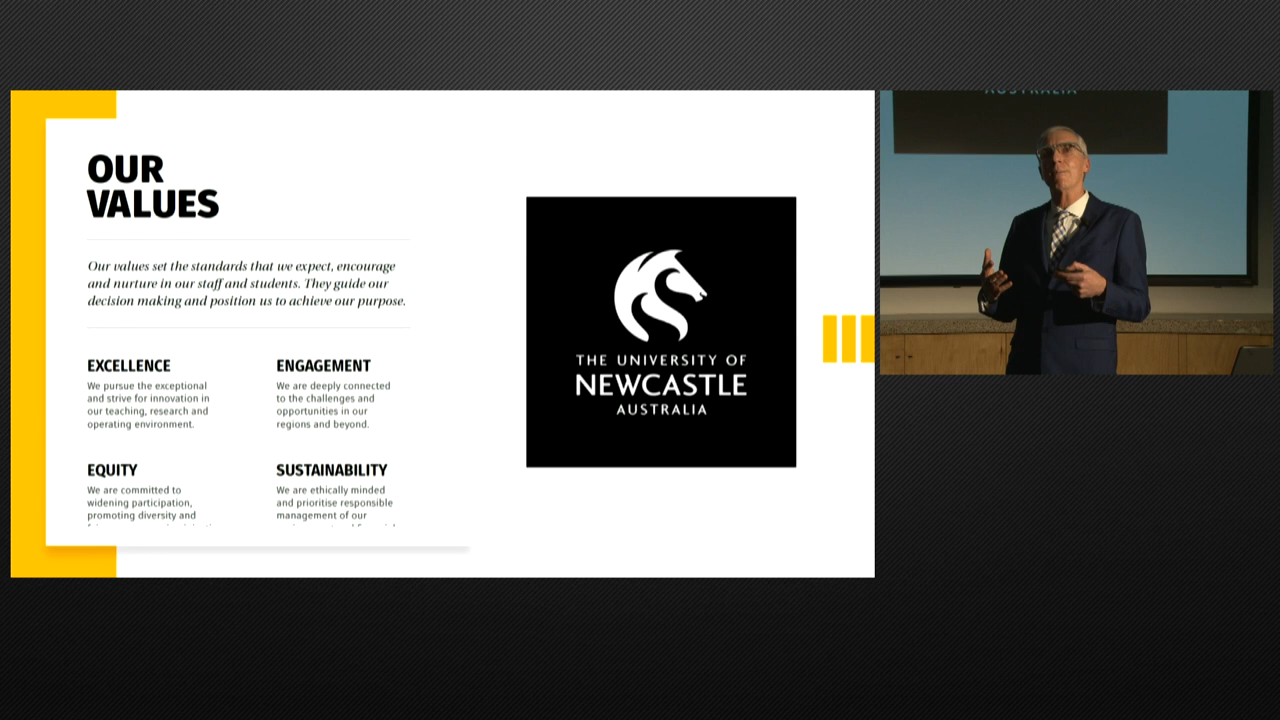 OUR
VALUES
Our values set the standards that we expect, encourage
and nurture in our staff and students. They guide our
decision making and position us to achieve our purpose.
EXCELLENCE
We pursue the exceptional
and strive for innovation in
our teaching, research and
operating environment.
ENGAGEMENT
We are deeply connected
to the challenges and
opportunities in our
regions and beyond.
EQUITY
We are committed to
widening participation,
promoting diversity and
SUSTAINABILITY
We are ethically minded
and prioritise responsible
management of our
THE UNIVERSITY OF
NEWCASTLE
AUSTRALIA
AUSTRALIA